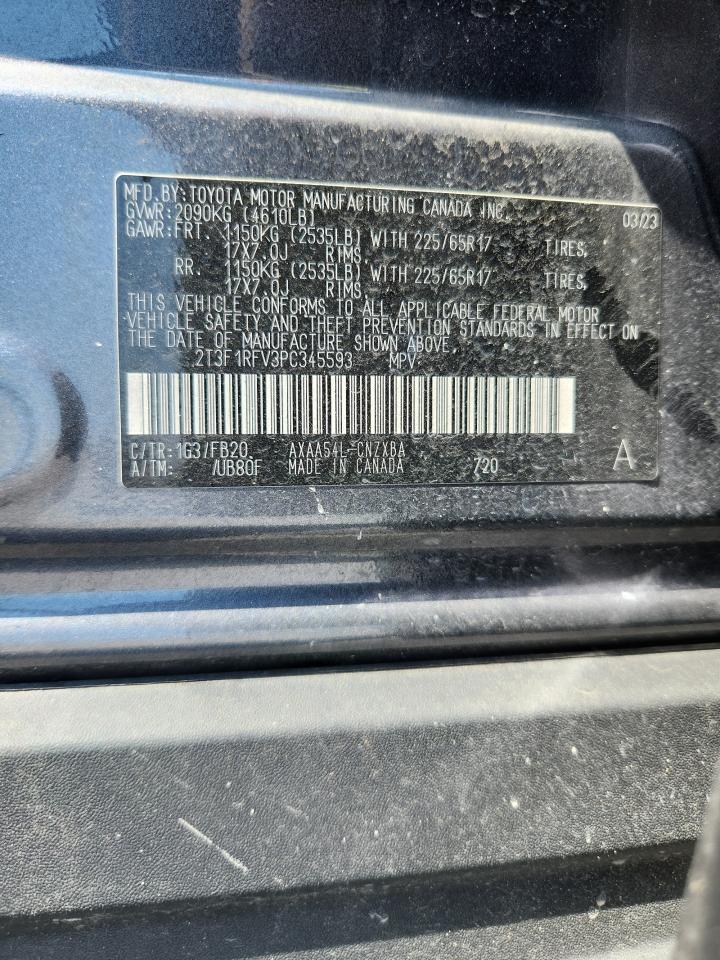 MFD.BY:TOYOTA MOTOR MANUFACTURING CANADA INC. 03/23
GVWR:2090KG (4610LB)
GAWR:FRT. 1150KG (2535LB) WITH 225/65R17 TIRES,
17X7.0J RIMS,
RR. 1150KG (2535LB) WITH 225/65R17 TIRES,
17X7.0J RIMS.
THIS VEHICLE CONFORMS TO ALL APPLICABLE FEDERAL MOTOR
VEHICLE SAFETY AND THEFT PREVENTION STANDARDS IN EFFECT ON
THE DATE OF MANUFACTURE SHOWN ABOVE.
2T3F1RFV3PC345593 MPV
C/TR:1G3/FB20 AXAA54L-CNZXBA
A/TM: /UB80F MADE IN CANADA 720 A